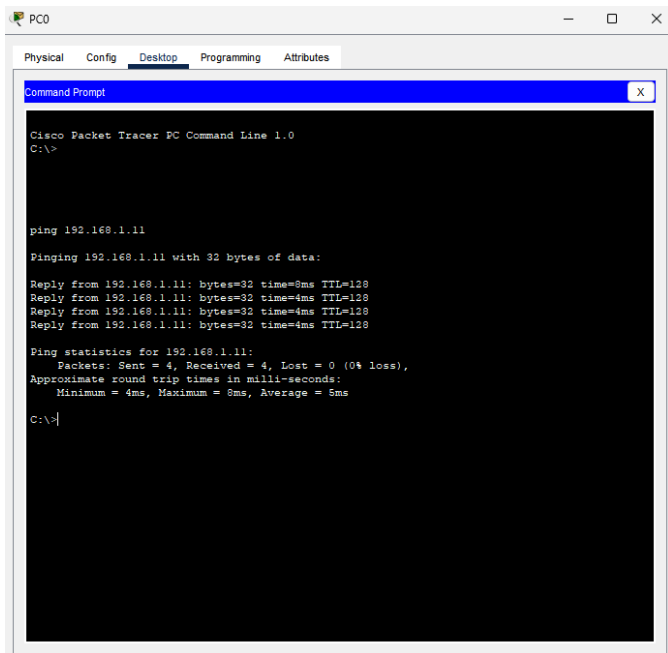 PC0
Physical Config Desktop Programming Attributes
Command Prompt X
Cisco Packet Tracer PC Command Line 1.0
C:\>
ping 192.168.1.11
Pinging 192.168.1.11 with 32 bytes of data:
Reply from 192.168.1.11: bytes=32 time=8ms TTL=128
Reply from 192.168.1.11: bytes=32 time=4ms TTL=128
Reply from 192.168.1.11: bytes=32 time=4ms TTL=128
Reply from 192.168.1.11: bytes=32 time=4ms TTL=128
Ping statistics for 192.168.1.11:
Packets: Sent = 4, Received = 4, Lost = 0 (0% loss),
Approximate round trip times in milli-seconds:
Minimum = 4ms, Maximum = 8ms, Average = 5ms
C:\>